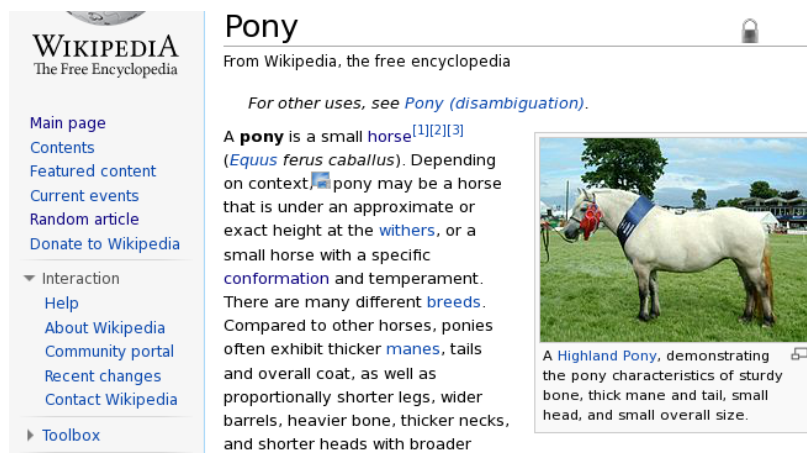 WIKIPEDIA
The Free Encyclopedia
Main page
Contents
Featured content
Current events
Random article
Donate to Wikipedia
Interaction
Help
About Wikipedia
Community portal
Recent changes
Contact Wikipedia
Toolbox
Pony
From Wikipedia, the free encyclopedia
For other uses, see Pony (disambiguation).
A pony is a small horse[1][2][3]
(Equus ferus caballus). Depending
on context, pony may be a horse
that is under an approximate or
exact height at the withers, or a
small horse with a specific
conformation and temperament.
There are many different breeds.
Compared to other horses, ponies
often exhibit thicker manes, tails
and overall coat, as well as
proportionally shorter legs, wider
barrels, heavier bone, thicker necks,
and shorter heads with broader
A Highland Pony, demonstrating
the pony characteristics of sturdy
bone, thick mane and tail, small
head, and small overall size.